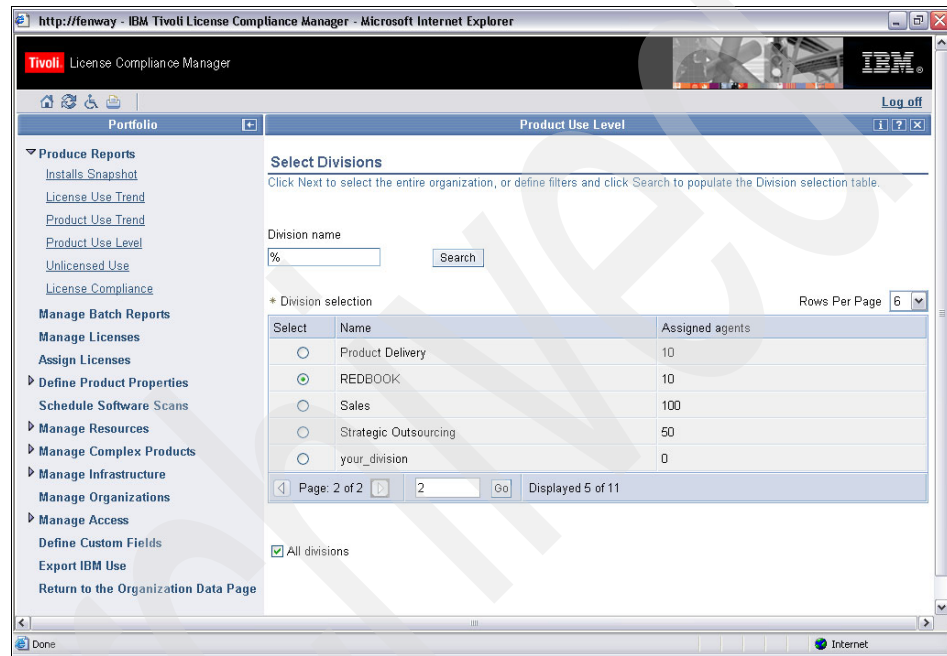 http://fenway - IBM Tivoli License Compliance Manager - Microsoft Internet Explorer
Tivoli. License Compliance Manager
IBM®
Log off
Portfolio
Product Use Level
Produce Reports
Installs Snapshot
License Use Trend
Product Use Trend
Product Use Level
Unlicensed Use
License Compliance
Manage Batch Reports
Manage Licenses
Assign Licenses
Define Product Properties
Schedule Software Scans
Manage Resources
Manage Complex Products
Manage Infrastructure
Manage Organizations
Manage Access
Define Custom Fields
Export IBM Use
Return to the Organization Data Page
Select Divisions
Click Next to select the entire organization, or define filters and click Search to populate the Division selection table.
Division name
% Search
* Division selection Rows Per Page 6
Select Name Assigned agents
Product Delivery 10
REDBOOK 10
Sales 100
Strategic Outsourcing 50
your_division 0
Page: 2 of 2 2 Go Displayed 5 of 11
All divisions
Done Internet